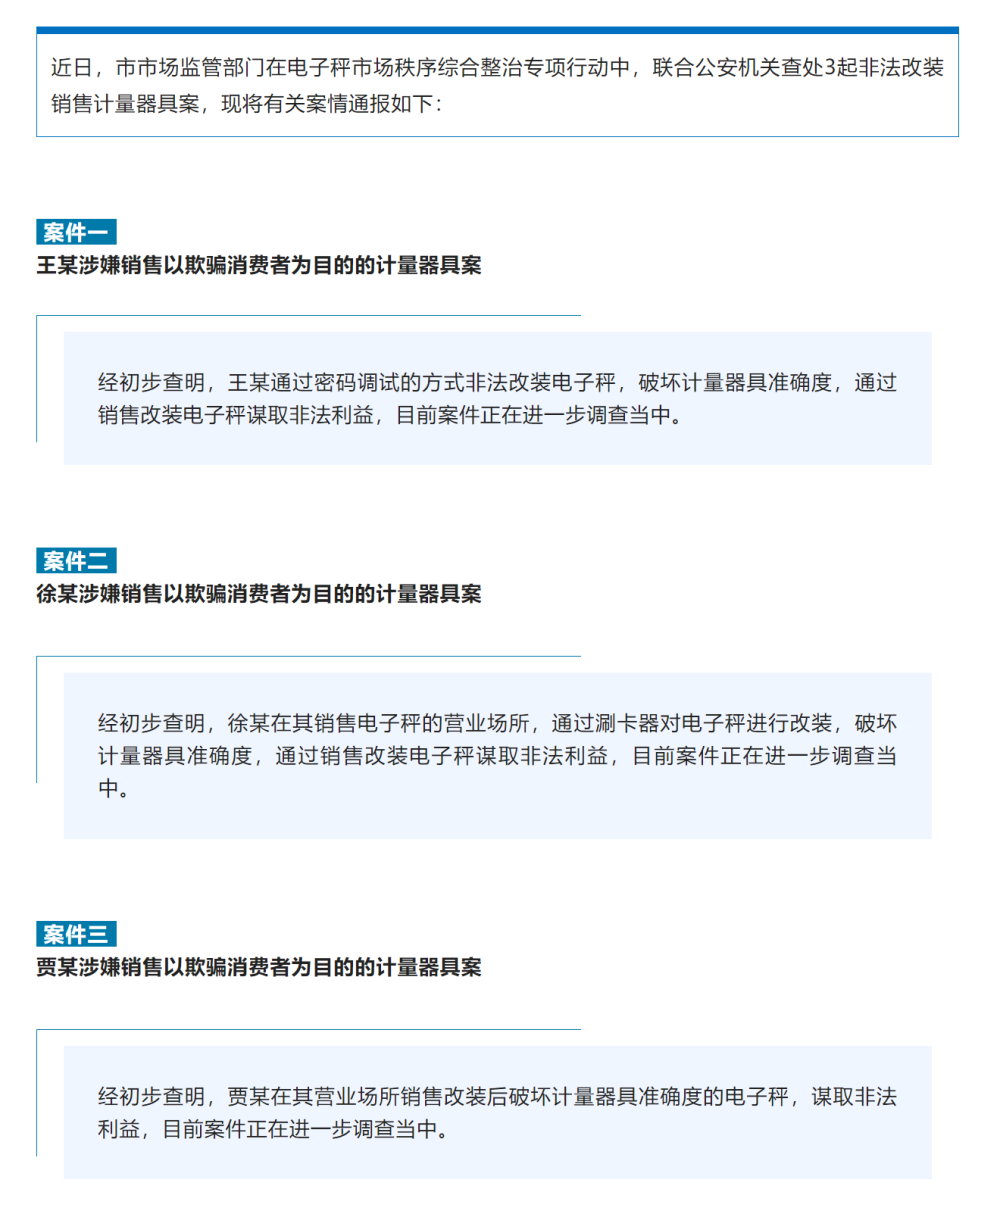 近日，市市场监管部门在电子秤市场秩序综合整治专项行动中，联合公安机关查处3起非法改装
销售计量器具案，现将有关案情通报如下：
案件一
王某涉嫌销售以欺骗消费者为目的的计量器具案
经初步查明，王某通过密码调试的方式非法改装电子秤，破坏计量器具准确度，通过
销售改装电子秤谋取非法利益，目前案件正在进一步调查当中。
案件二
徐某涉嫌销售以欺骗消费者为目的的计量器具案
经初步查明，徐某在其销售电子秤的营业场所，通过涮卡器对电子秤进行改装，破坏
计量器具准确度，通过销售改装电子秤谋取非法利益，目前案件正在进一步调查当
中。
案件三
贾某涉嫌销售以欺骗消费者为目的的计量器具案
经初步查明，贾某在其营业场所销售改装后破坏计量器具准确度的电子秤，谋取非法
利益，目前案件正在进一步调查当中。